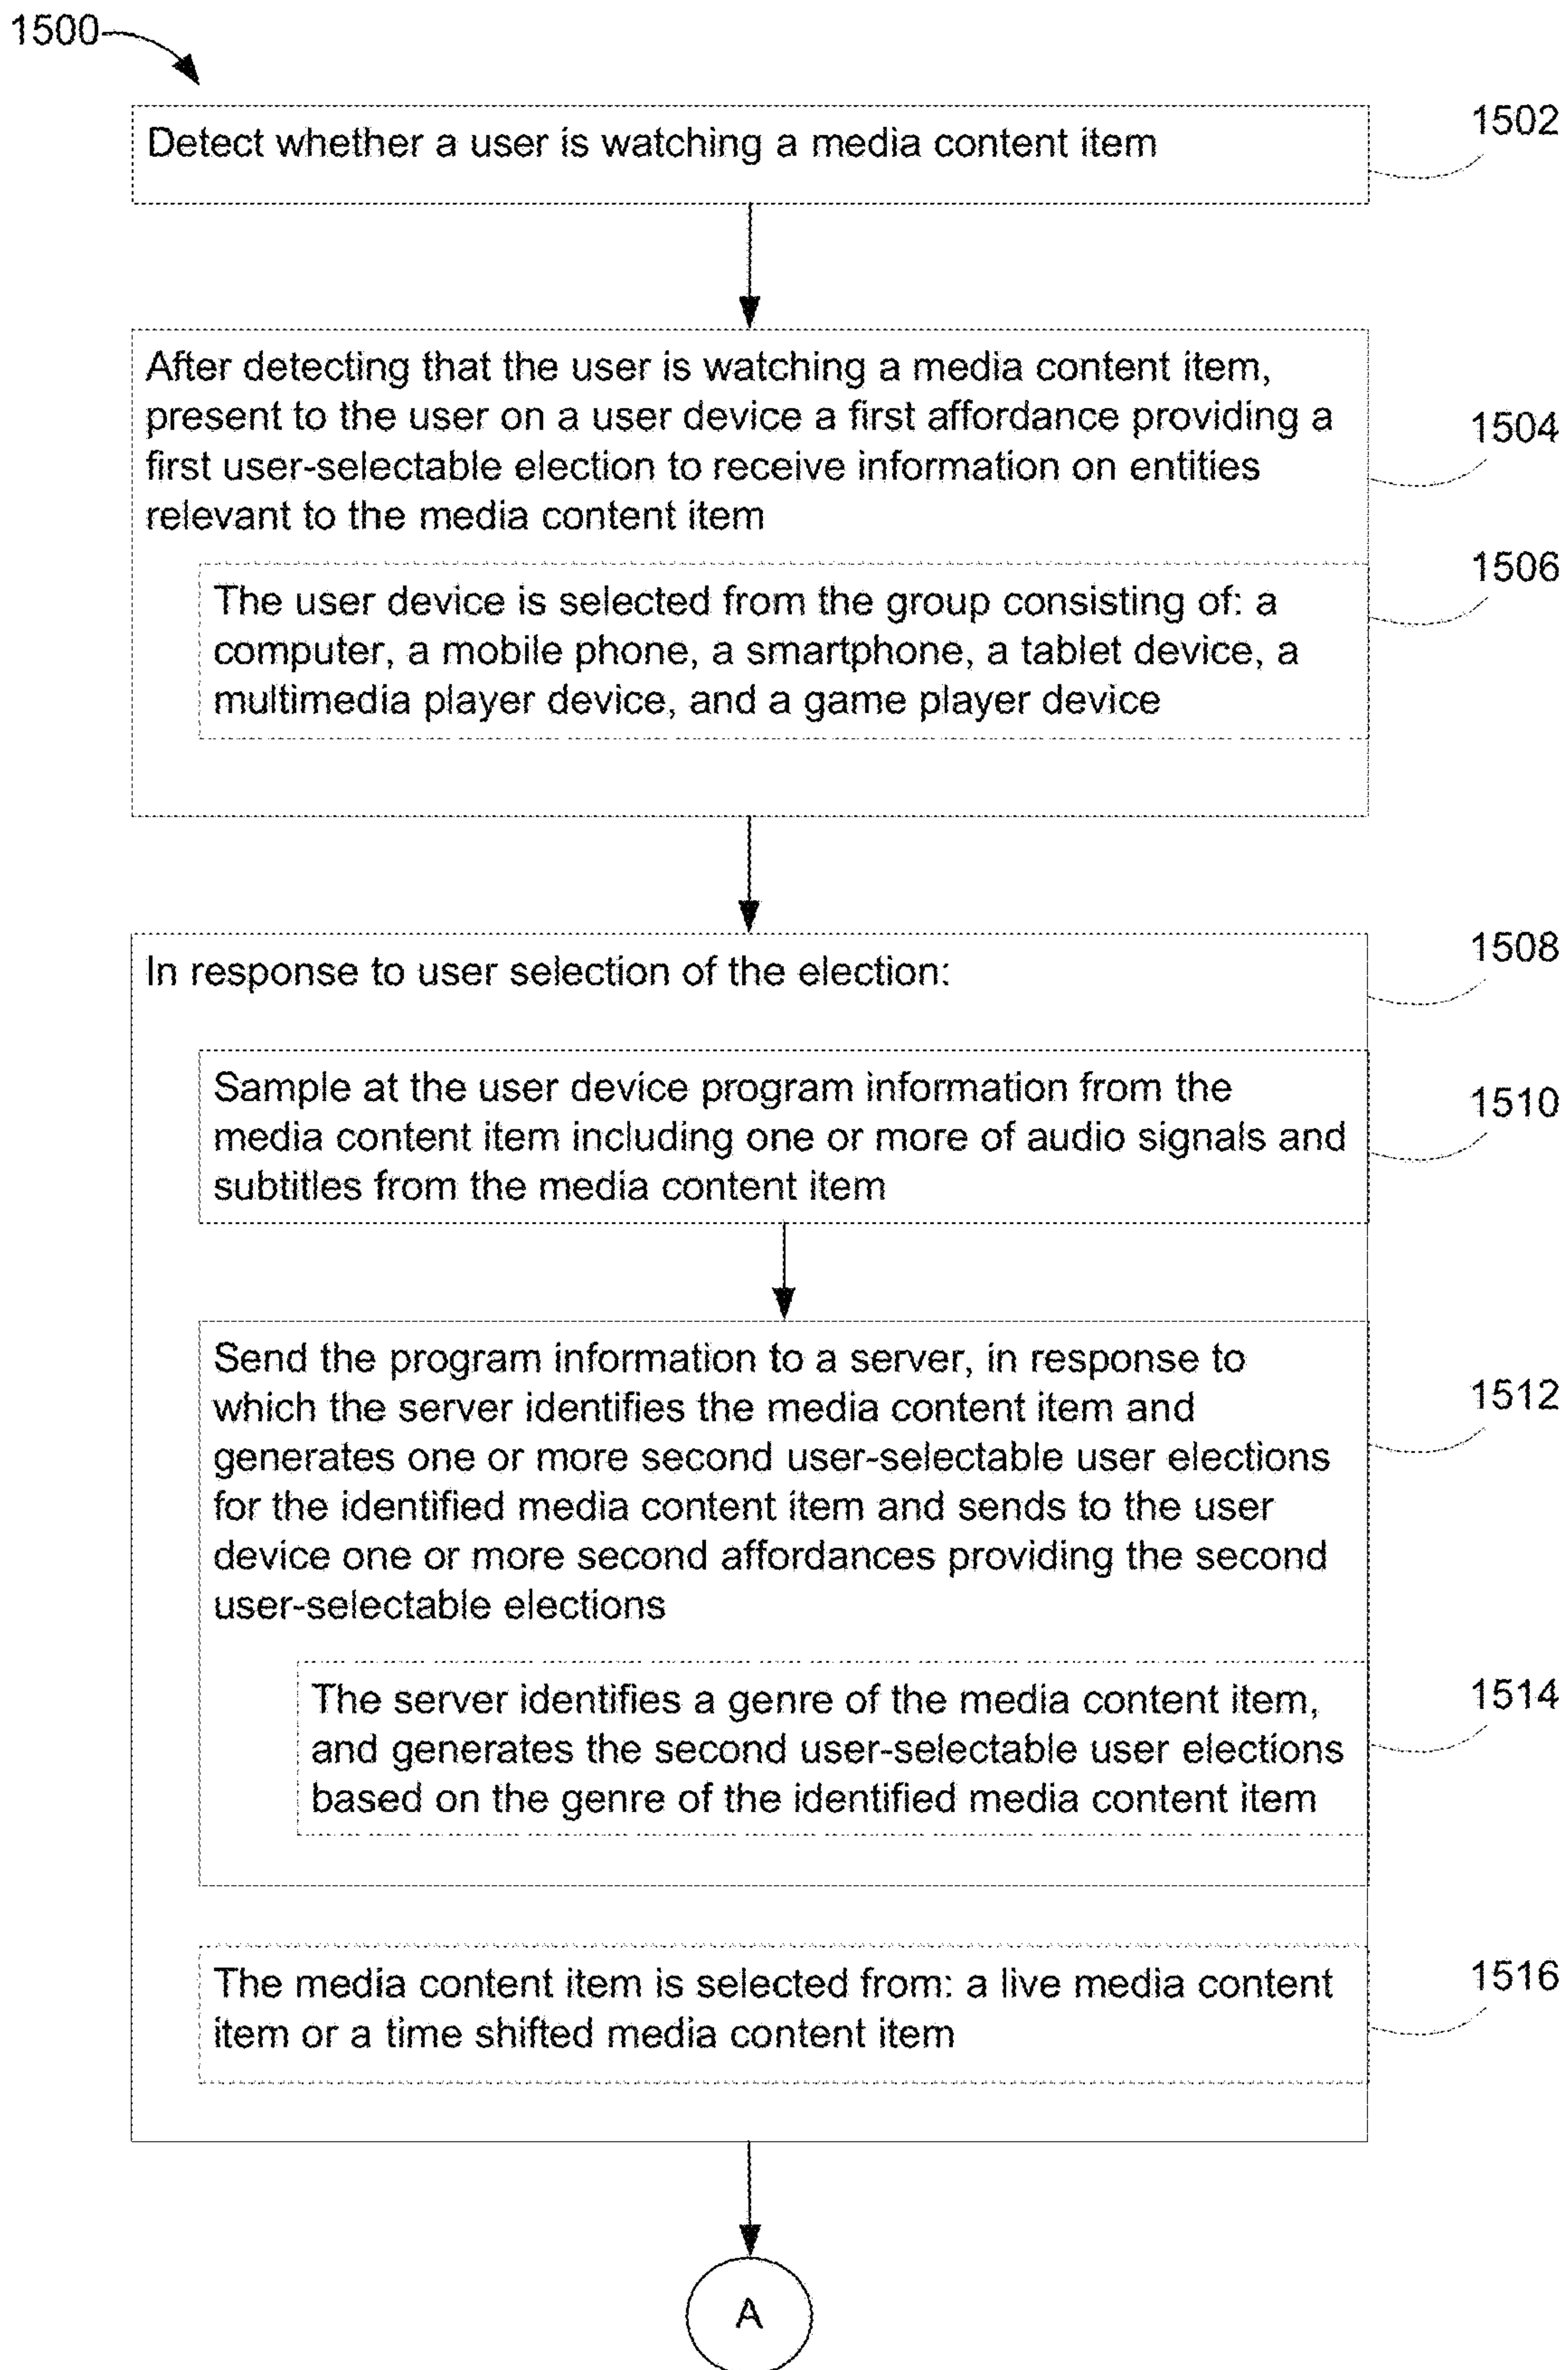 1500
Detect whether a user is watching a media content item
1502
After detecting that the user is watching a media content item,
present to the user on a user device a first affordance providing a
first user-selectable election to receive information on entities
relevant to the media content item
1504
The user device is selected from the group consisting of: a
computer, a mobile phone, a smartphone, a tablet device, a
multimedia player device, and a game player device
1506
In response to user selection of the election:
1508
Sample at the user device program information from the
media content item including one or more of audio signals and
subtitles from the media content item
1510
Send the program information to a server, in response to
which the server identifies the media content item and
generates one or more second user-selectable user elections
for the identified media content item and sends to the user
device one or more second affordances providing the second
user-selectable elections
1512
The server identifies a genre of the media content item,
and generates the second user-selectable user elections
based on the genre of the identified media content item
1514
The media content item is selected from: a live media content
item or a time shifted media content item
1516
A